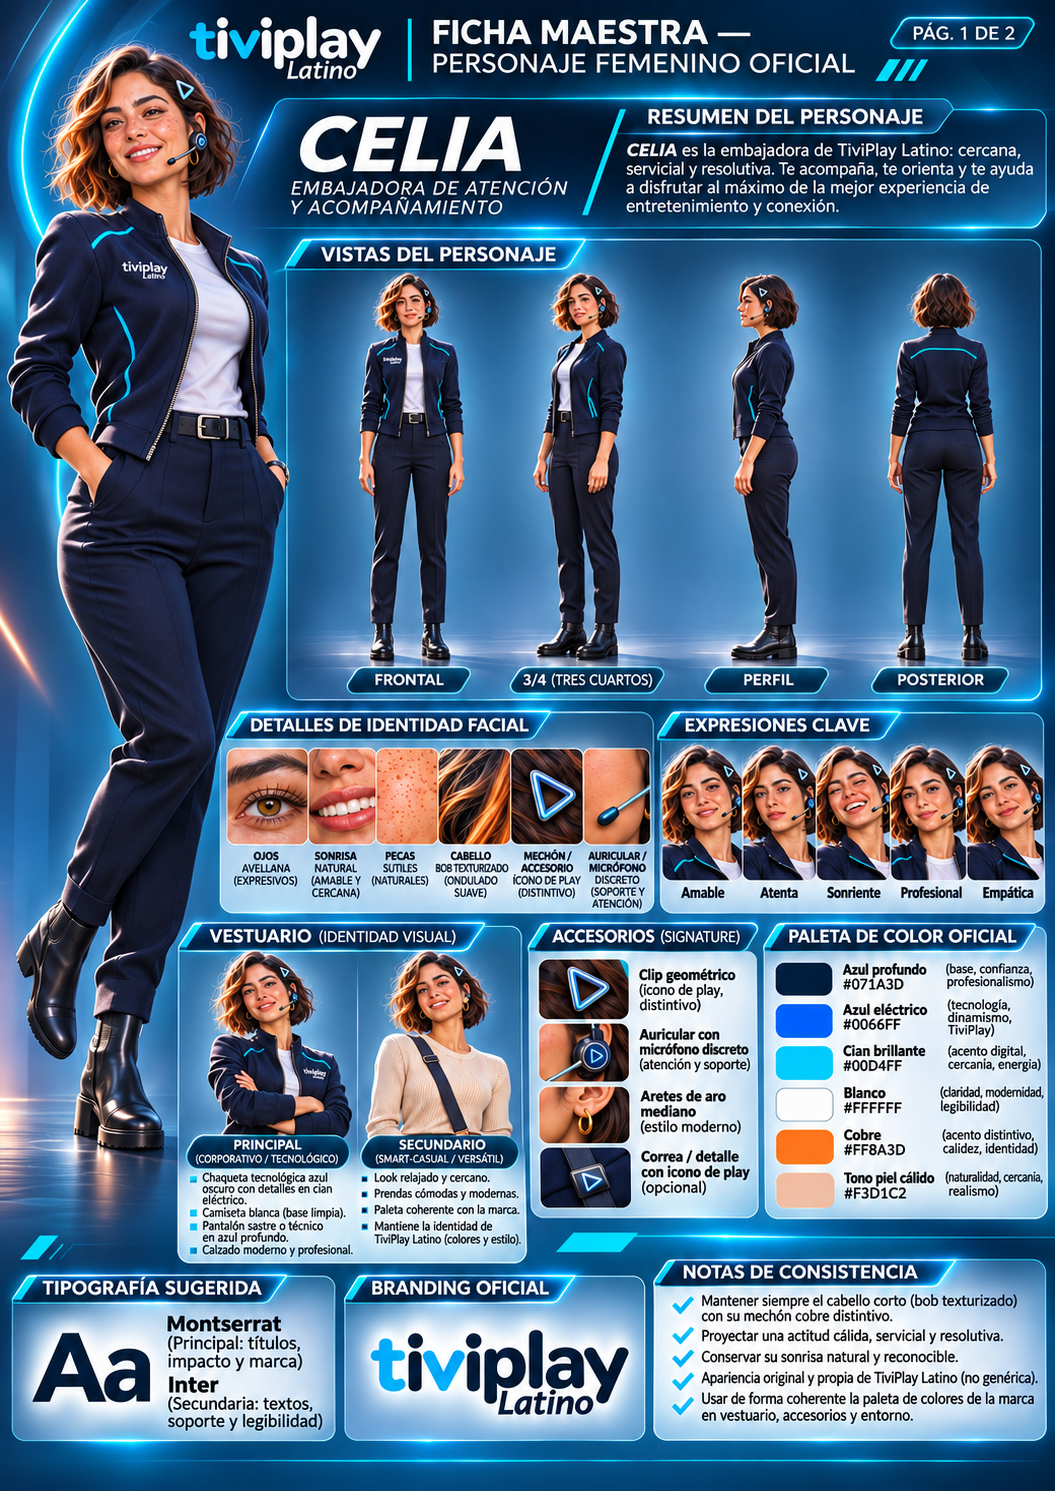 tiviplay
Latino
FICHA MAESTRA —
PERSONAJE FEMENINO OFICIAL
PÁG. 1 DE 2
CELIA
EMBAJADORA DE ATENCIÓN
Y ACOMPAÑAMIENTO
RESUMEN DEL PERSONAJE
CELIA es la embajadora de TiviPlay Latino: cercana,
servicial y resolutiva. Te acompaña, te orienta y te ayuda
a disfrutar al máximo de la mejor experiencia de
entretenimiento y conexión.
tiviplay
Latino
VISTAS DEL PERSONAJE
FRONTAL
3/4 (TRES CUARTOS)
PERFIL
POSTERIOR
DETALLES DE IDENTIDAD FACIAL
OJOS
AVELLANA
(EXPRESIVOS)
SONRISA
NATURAL
(AMABLE Y
CERCANA)
PECAS
SUTILES
(NATURALES)
CABELLO
BOB TEXTURIZADO
(ONDULADO
SUAVE)
MECHÓN /
ACCESORIO
ÍCONO DE PLAY
(DISTINTIVO)
AURICULAR /
MICRÓFONO
DISCRETO
(SOPORTE Y
ATENCIÓN)
EXPRESIONES CLAVE
Amable
Atenta
Sonriente
Profesional
Empática
VESTUARIO (IDENTIDAD VISUAL)
tiviplay
PRINCIPAL
(CORPORATIVO / TECNOLÓGICO)
Chaqueta tecnológica azul
oscuro con detalles en cian
eléctrico.
Camiseta blanca (base limpia).
Pantalón sastre o técnico
en azul profundo.
Calzado moderno y profesional.
SECUNDARIO
(SMART-CASUAL / VERSÁTIL)
Look relajado y cercano.
Prendas cómodas y modernas.
Paleta coherente con la marca.
Mantiene la identidad de
TiviPlay Latino (colores y estilo).
ACCESORIOS (SIGNATURE)
Clip geométrico
(icono de play,
distintivo)
Auricular con
micrófono discreto
(atención y soporte)
Aretes de aro
mediano
(estilo moderno)
Correa / detalle
con icono de play
(opcional)
PALETA DE COLOR OFICIAL
Azul profundo
#071A3D
(base, confianza,
profesionalismo)
Azul eléctrico
#0066FF
(tecnología,
dinamismo,
TiviPlay)
Cian brillante
#00D4FF
(acento digital,
cercanía, energia)
Blanco
#FFFFFF
(claridad, modernidad,
legibilidad)
Cobre
#FF8A3D
(acento distintivo,
calidez, identidad)
Tono piel cálido
#F3D1C2
(naturalidad, cercanía,
realismo)
TIPOGRAFÍA SUGERIDA
Aa
Montserrat
(Principal: títulos,
impacto y marca)
Inter
(Secundaria: textos,
soporte y legibilidad)
BRANDING OFICIAL
tiviplay
Latino
NOTAS DE CONSISTENCIA
Mantener siempre el cabello corto (bob texturizado)
con su mechón cobre distintivo.
Proyectar una actitud cálida, servicial y resolutiva.
Conservar su sonrisa natural y reconocible.
Apariencia original y propia de TiviPlay Latino (no genérica).
Usar de forma coherente la paleta de colores de la marca
en vestuario, accesorios y entorno.